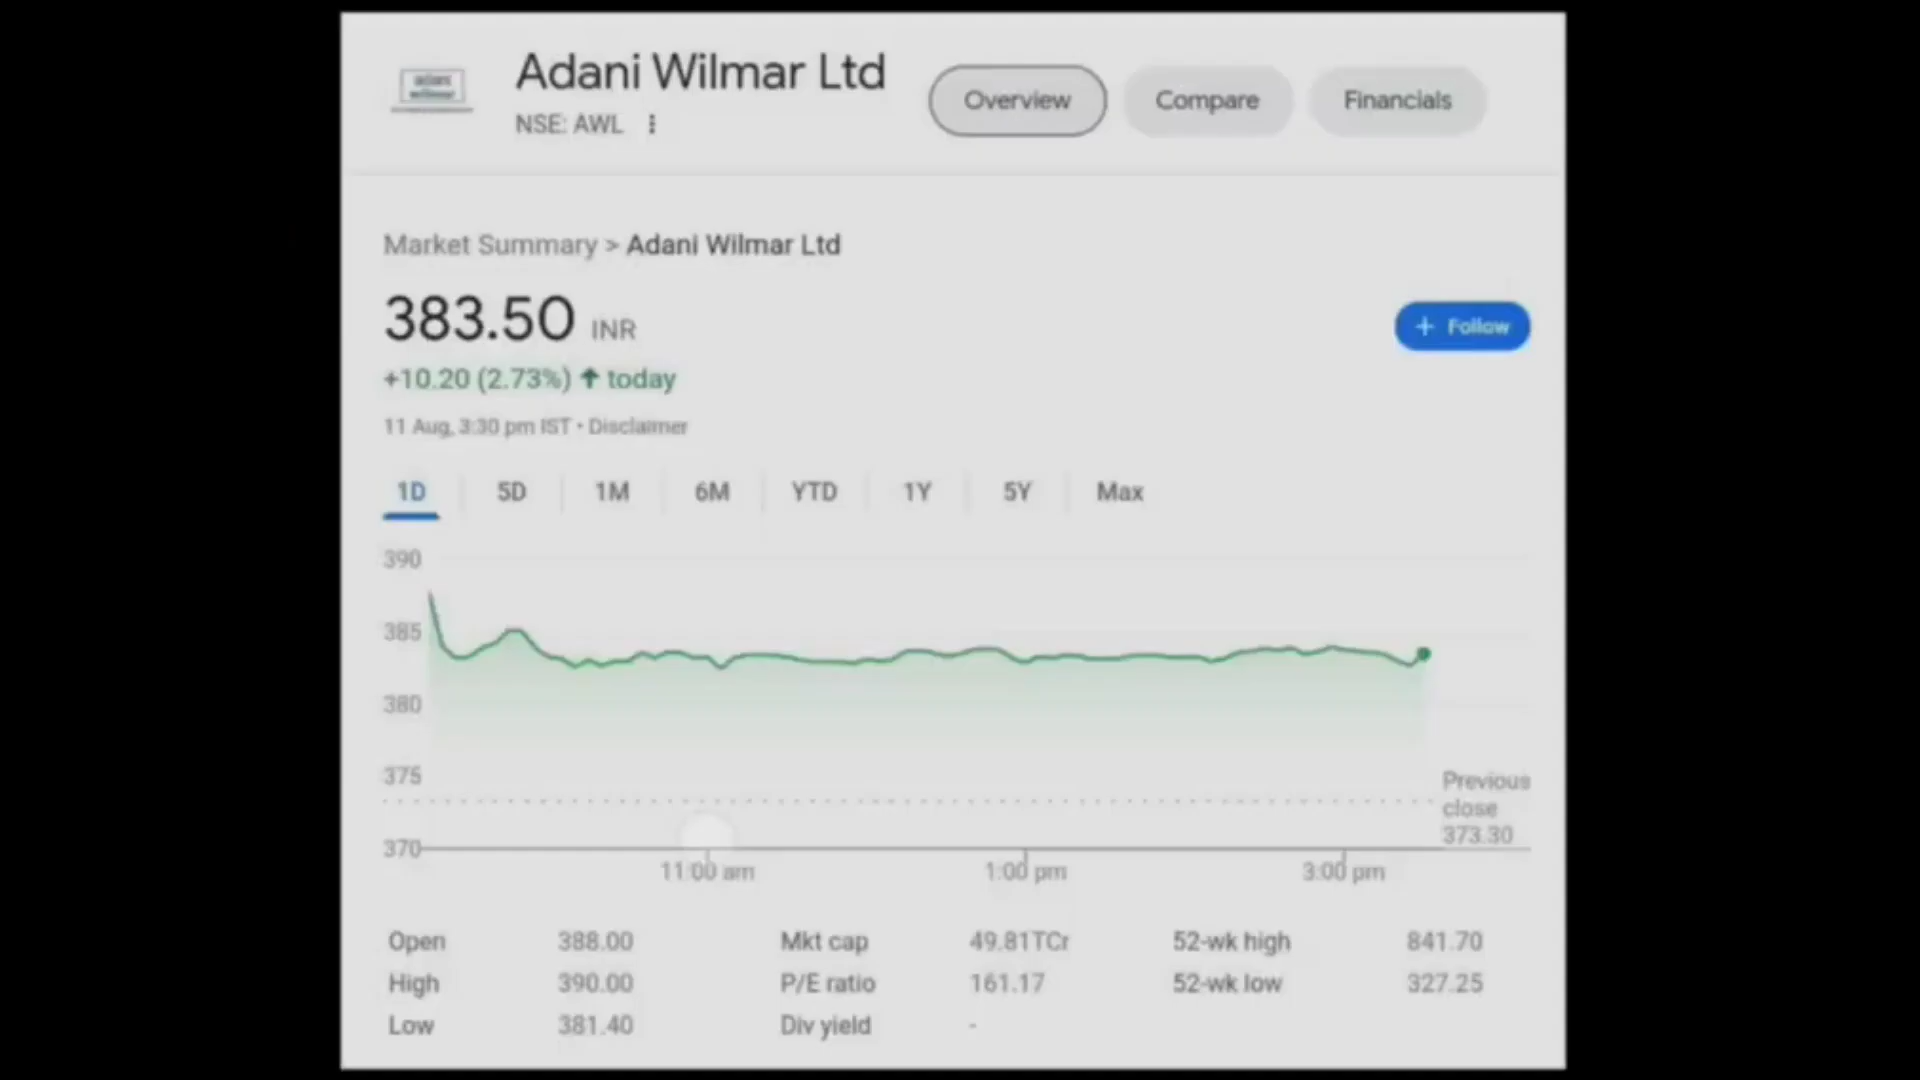 adani
wilmar
Adani Wilmar Ltd
NSE: AWL
Overview
Compare
Financials
Market Summary > Adani Wilmar Ltd
383.50 INR
+ Follow
+10.20 (2.73%) ↑ today
11 Aug, 3:30 pm IST • Disclaimer
1D 5D 1M 6M YTD 1Y 5Y Max
390
385
380
375
370
Previous
close
373.30
11:00 am 1:00 pm 3:00 pm
Open 388.00 Mkt cap 49.81TCr 52-wk high 841.70
High 390.00 P/E ratio 161.17 52-wk low 327.25
Low 381.40 Div yield -